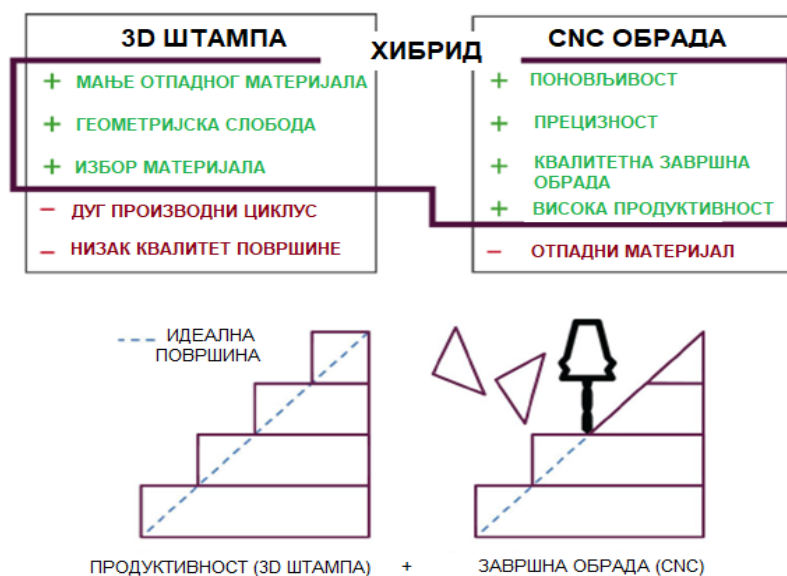 3D ШТАМПА
ХИБРИД
CNC ОБРАДА
+ МАЊЕ ОТПАДНОГ МАТЕРИЈАЛА
+ ГЕОМЕТРИЈСКА СЛОБОДА
+ ИЗБОР МАТЕРИЈАЛА
− ДУГ ПРОИЗВОДНИ ЦИКЛУС
− НИЗАК КВАЛИТЕТ ПОВРШИНЕ
+ ПОНОВЉИВОСТ
+ ПРЕЦИЗНОСТ
+ КВАЛИТЕТНА ЗАВРШНА
ОБРАДА
+ ВИСОКА ПРОДУКТИВНОСТ
− ОТПАДНИ МАТЕРИЈАЛ
ИДЕАЛНА
ПОВРШИНА
ПРОДУКТИВНОСТ (3D ШТАМПА) + ЗАВРШНА ОБРАДА (CNC)